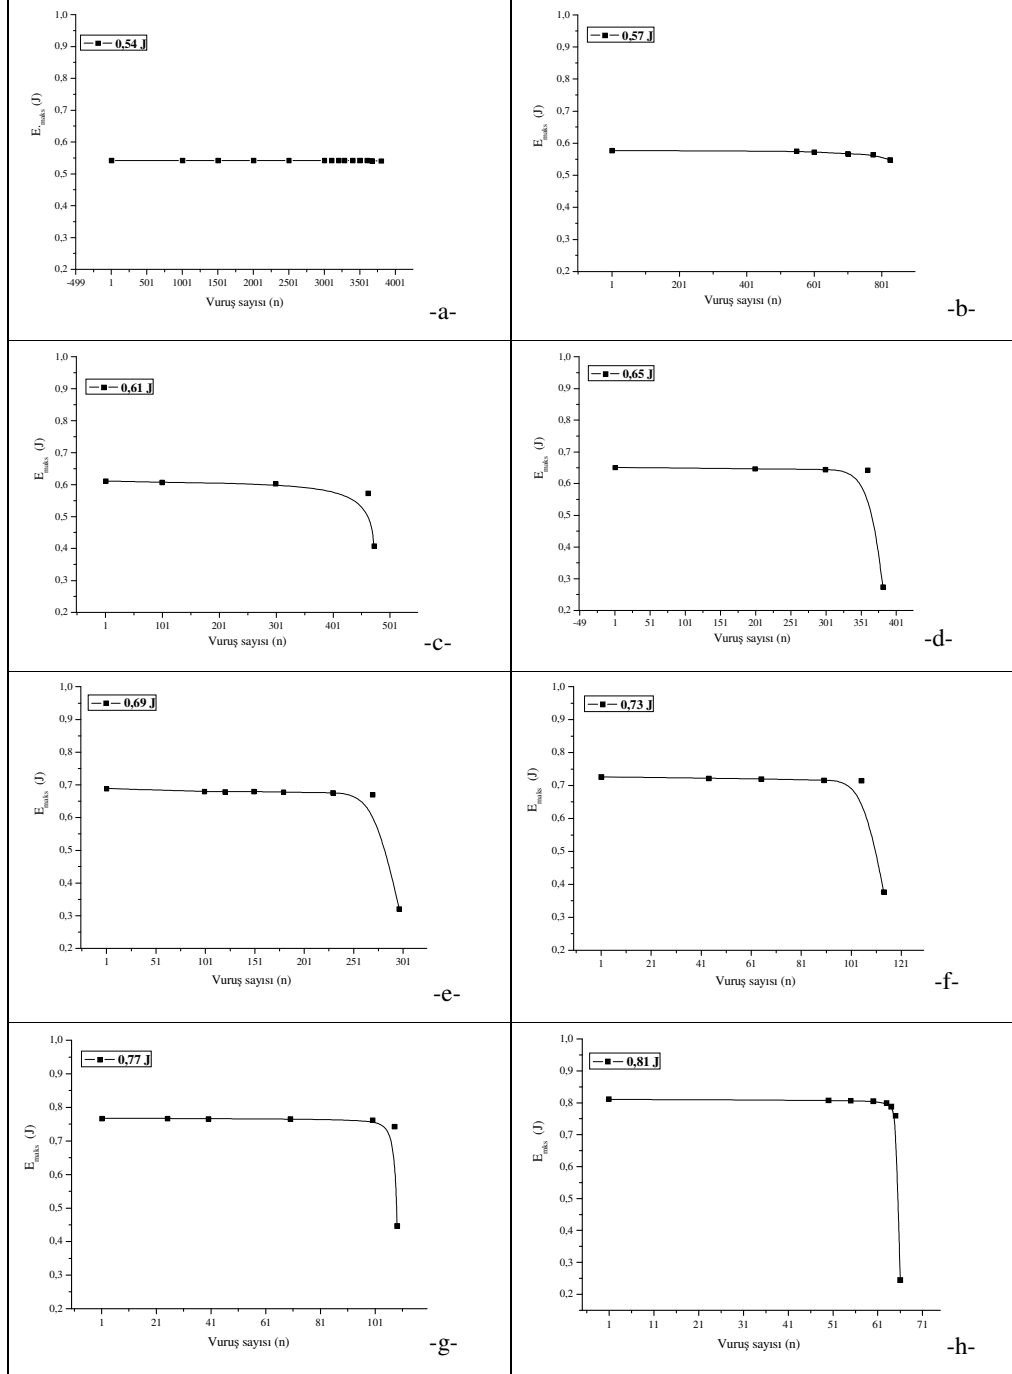 1,0
0,9
0,8
0,7
0,6
0,5
0,4
0,3
0,2
0,54 J
E.maks (J)
-499 1 501 1001 1501 2001 2501 3001 3501 4001
Vuruş sayısı (n)
-a-
1,0
0,9
0,8
0,7
0,6
0,5
0,4
0,3
0,2
0,57 J
Emaks (J)
1 201 401 601 801
Vuruş sayısı (n)
-b-
1,0
0,9
0,8
0,7
0,6
0,5
0,4
0,3
0,2
0,61 J
Emaks (J)
1 101 201 301 401 501
Vuruş sayısı (n)
-c-
1,0
0,9
0,8
0,7
0,6
0,5
0,4
0,3
0,2
0,65 J
Emaks (J)
-49 1 51 101 151 201 251 301 351 401
Vuruş sayısı (n)
-d-
1,0
0,9
0,8
0,7
0,6
0,5
0,4
0,3
0,2
0,69 J
Emaks (J)
1 51 101 151 201 251 301
Vuruş sayısı (n)
-e-
1,0
0,9
0,8
0,7
0,6
0,5
0,4
0,3
0,2
0,73 J
Emaks (J)
1 21 41 61 81 101 121
Vuruş sayısı (n)
-f-
1,0
0,9
0,8
0,7
0,6
0,5
0,4
0,3
0,2
0,77 J
Emaks (J)
1 21 41 61 81 101
Vuruş sayısı (n)
-g-
1,0
0,9
0,8
0,7
0,6
0,5
0,4
0,3
0,2
0,81 J
Emks (J)
1 11 21 31 41 51 61 71
Vuruş sayısı (n)
-h-